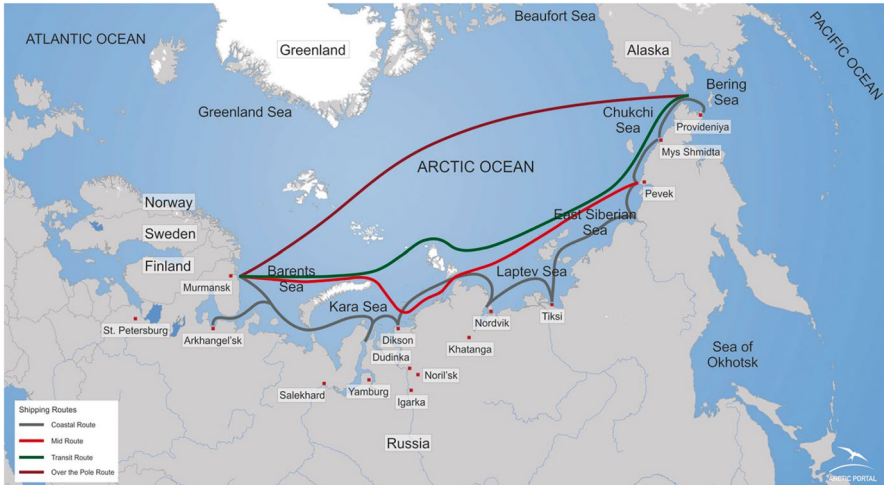 Beaufort Sea
ATLANTIC OCEAN
Greenland
Alaska
PACIFIC OCEAN
Bering
Sea
Greenland Sea
Chukchi
Sea
Provideniya
Mys Shmidta
ARCTIC OCEAN
Pevek
Norway
East Siberian
Sea
Sweden
Finland
Barents
Sea
Laptev Sea
Murmansk
Kara Sea
St. Petersburg
Arkhangel'sk
Dikson
Nordvik
Tiksi
Khatanga
Dudinka
Noril'sk
Salekhard
Yamburg
Igarka
Sea of
Okhotsk
Russia
Shipping Routes
Coastal Route
Mid Route
Transit Route
Over the Pole Route
ARCTIC PORTAL